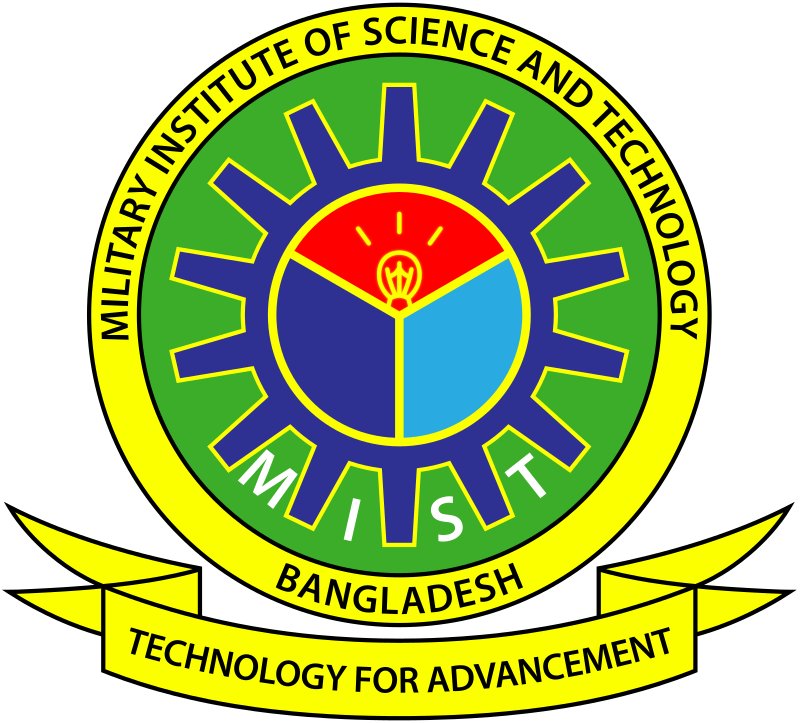 MILITARY INSTITUTE OF SCIENCE AND TECHNOLOGY
MIST
BANGLADESH
TECHNOLOGY FOR ADVANCEMENT